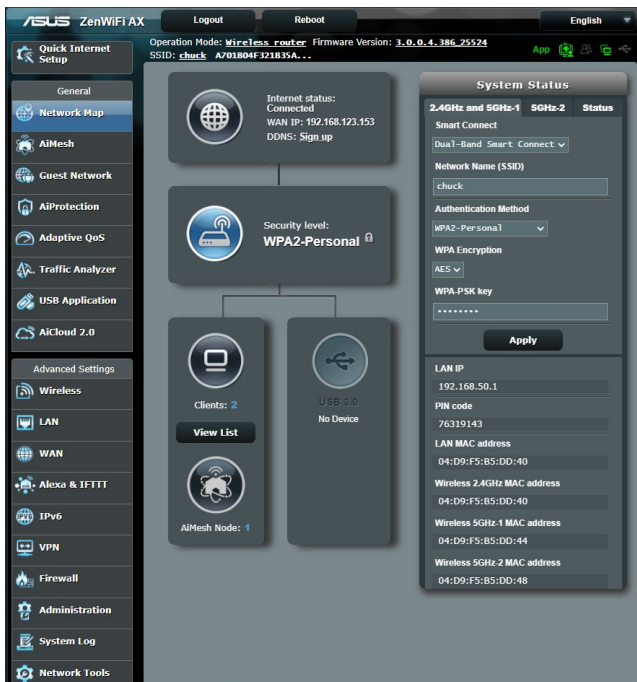 ASUS ZenWiFi AX
Logout
Reboot
English
Quick Internet
Setup
General
Network Map
AiMesh
Guest Network
AiProtection
Adaptive QoS
Traffic Analyzer
USB Application
AiCloud 2.0
Advanced Settings
Wireless
LAN
WAN
Alexa & IFTTT
IPv6
VPN
Firewall
Administration
System Log
Network Tools
Operation Mode: Wireless router Firmware Version: 3.0.0.4.386_25524
SSID: chuck A701B04F321B35A...
App
Internet status:
Connected
WAN IP: 192.168.123.153
DDNS: Sign up
Security level:
WPA2-Personal
Clients: 2
View List
AiMesh Node: 1
USB 3.0
No Device
System Status
2.4GHz and 5GHz-1 5GHz-2 Status
Smart Connect
Dual-Band Smart Connect
Network Name (SSID)
chuck
Authentication Method
WPA2-Personal
WPA Encryption
AES
WPA-PSK key
••••••••
Apply
LAN IP
192.168.50.1
PIN code
76319143
LAN MAC address
04:D9:F5:B5:DD:40
Wireless 2.4GHz MAC address
04:D9:F5:B5:DD:40
Wireless 5GHz-1 MAC address
04:D9:F5:B5:DD:44
Wireless 5GHz-2 MAC address
04:D9:F5:B5:DD:48